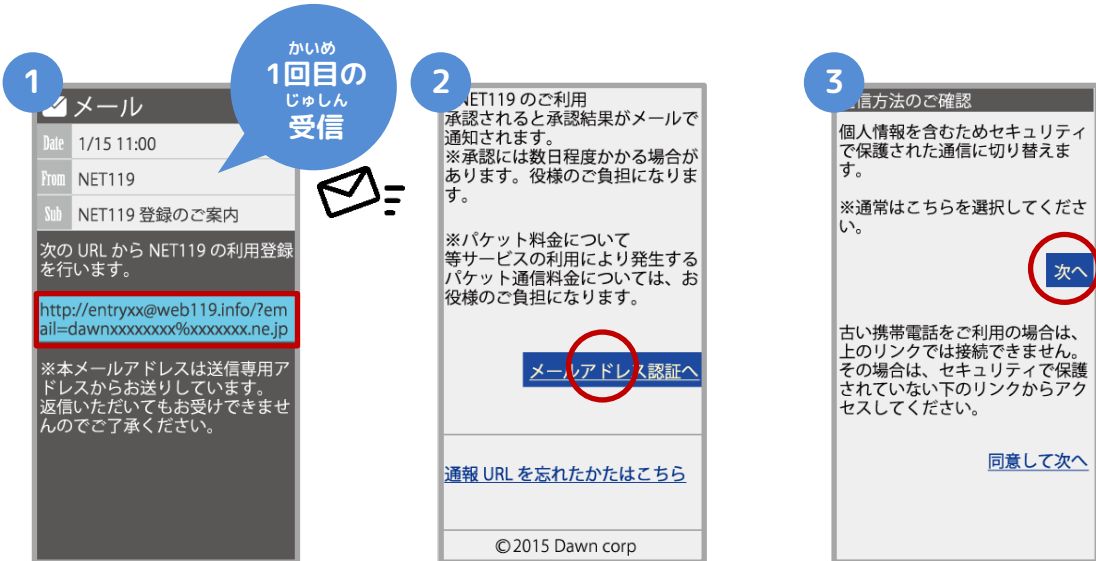 かいめ
1回目の
じゅしん
受信
1
メール
Date 1/15 11:00
From NET119
Sub NET119 登録のご案内
次の URL から NET119 の利用登録
を行います。
http://entryxx@web119.info/?em
ail=dawnxxxxxxxx%xxxxxxx.ne.jp
※本メールアドレスは送信専用ア
ドレスからお送りしています。
返信いただいてもお受けできませ
んのでご了承ください。
2
NET119 のご利用
承認されると承認結果がメールで
通知されます。
※承認には数日程度かかる場合が
あります。役様のご負担になりま
す。
※パケット料金について
等サービスの利用により発生する
パケット通信料金については、お
役様のご負担になります。
メールアドレス認証へ
通報 URL を忘れたかたはこちら
©2015 Dawn corp
3
信方法のご確認
個人情報を含むためセキュリティ
で保護された通信に切り替えま
す。
※通常はこちらを選択してくださ
い。
次へ
古い携帯電話をご利用の場合は、
上のリンクでは接続できません。
その場合は、セキュリティで保護
されていない下のリンクからアク
セスしてください。
同意して次へ